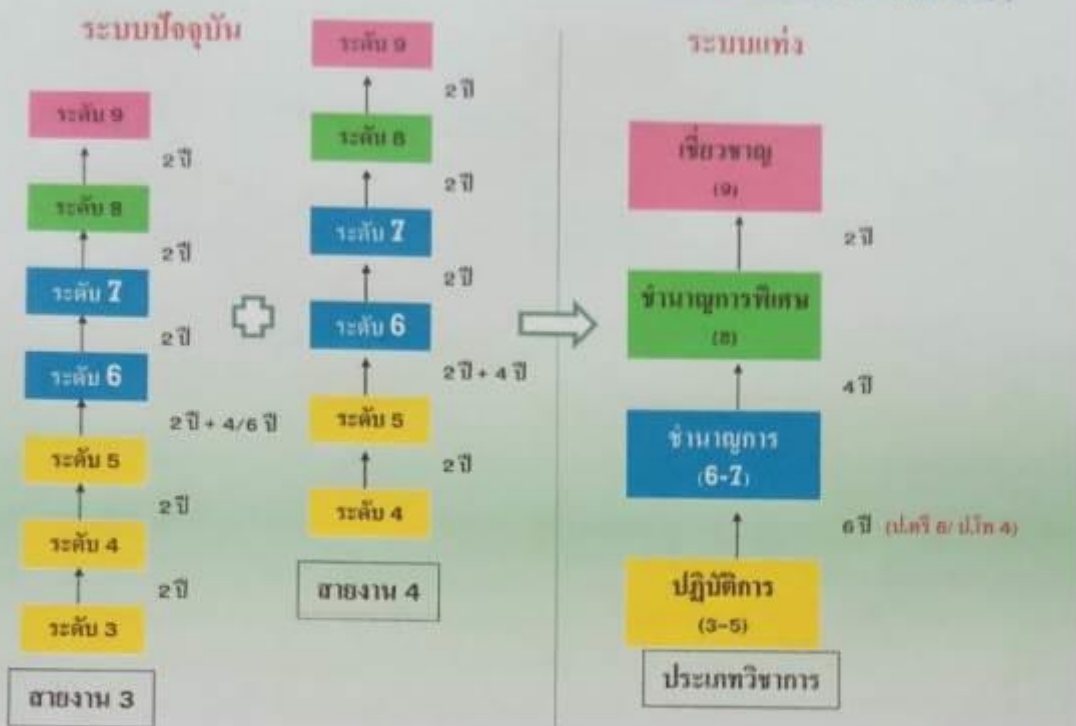 ระบบปัจจุบัน
ระดับ 9
2 ปี
ระดับ 8
2 ปี
ระดับ 7
2 ปี
ระดับ 6
2 ปี + 4/6 ปี
ระดับ 5
2 ปี
ระดับ 4
2 ปี
ระดับ 3
สายงาน 3
ระดับ 9
2 ปี
ระดับ 8
2 ปี
ระดับ 7
2 ปี
ระดับ 6
2 ปี + 4 ปี
ระดับ 5
2 ปี
ระดับ 4
สายงาน 4
ระบบแท่ง
เชี่ยวชาญ
(9)
2 ปี
ชำนาญการพิเศษ
(8)
4 ปี
ชำนาญการ
(6-7)
6 ปี (ป.ตรี 6/ ป.โท 4)
ปฏิบัติการ
(3-5)
ประเภทวิชาการ